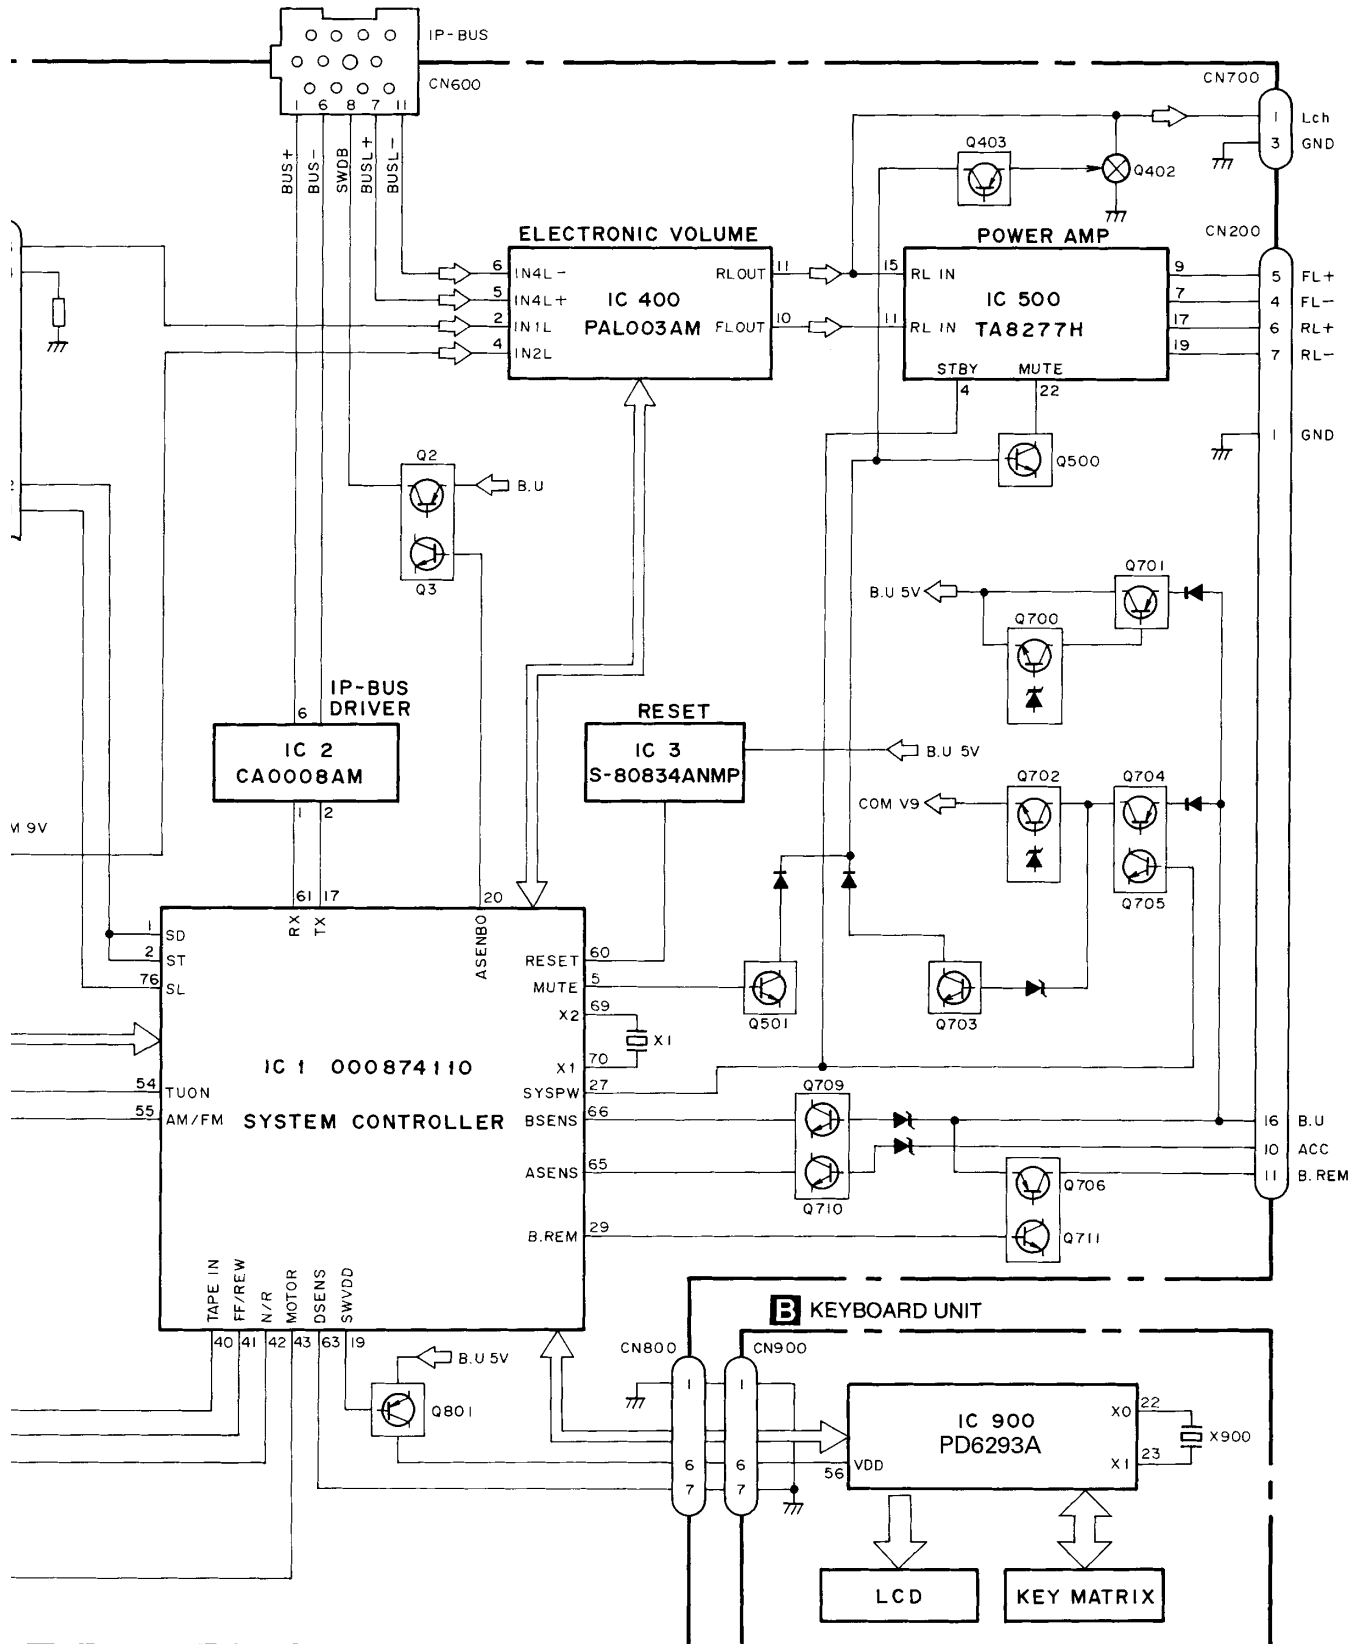 IP-BUS
CN600
1 6 8 7 11
BUS+
BUS-
SWDB
BUSL+
BUSL-
CN700
1 Lch
3 GND
Q403
Q402
CN200
ELECTRONIC VOLUME
6 IN4L-
5 IN4L+
2 IN1L
4 IN2L
IC 400
PAL003AM
RLOUT 11
FLOUT 10
POWER AMP
15 RL IN
11 RL IN
IC 500
TA8277H
STBY MUTE
4 22
9 5 FL+
7 4 FL-
17 6 RL+
19 7 RL-
1 GND
Q500
Q2
B.U
Q3
Q701
B.U 5V
Q700
IP-BUS
DRIVER
6
IC 2
CA0008AM
1 2
RESET
IC 3
S-80834ANMP
B.U 5V
Q702
Q704
COM V9
Q705
M 9V
61 17 20
RX
TX
ASENBO
1 SD
2 ST
76 SL
54 TUON
55 AM/FM
IC 1 000874110
SYSTEM CONTROLLER
RESET 60
MUTE 5
X2 69
X1
X1 70
SYSPW 27
BSENS 66
ASENS 65
B.REM 29
Q501
Q703
Q709
Q710
Q706
Q711
16 B.U
10 ACC
11 B.REM
TAPE IN
FF/REW
N/R
MOTOR
DSENS
SWVDD
40 41 42 43 63 19
B.U 5V
Q801
B KEYBOARD UNIT
CN800
CN900
1 1
6 6
7 7
IC 900
PD6293A
56 VDD
X0 22
X1 23
X900
LCD
KEY MATRIX